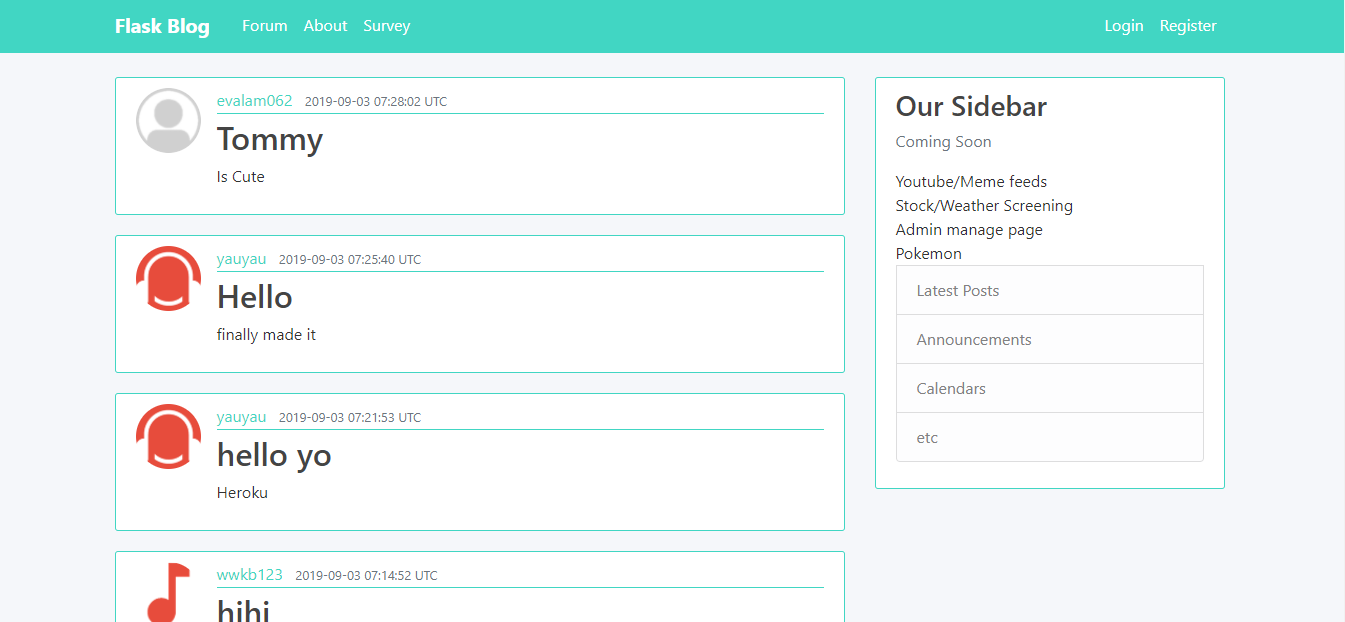 Flask Blog Forum About Survey Login Register
evalam062 2019-09-03 07:28:02 UTC
Tommy
Is Cute
yauyau 2019-09-03 07:25:40 UTC
Hello
finally made it
yauyau 2019-09-03 07:21:53 UTC
hello yo
Heroku
wwkb123 2019-09-03 07:14:52 UTC
hihi
Our Sidebar
Coming Soon
Youtube/Meme feeds
Stock/Weather Screening
Admin manage page
Pokemon
Latest Posts
Announcements
Calendars
etc